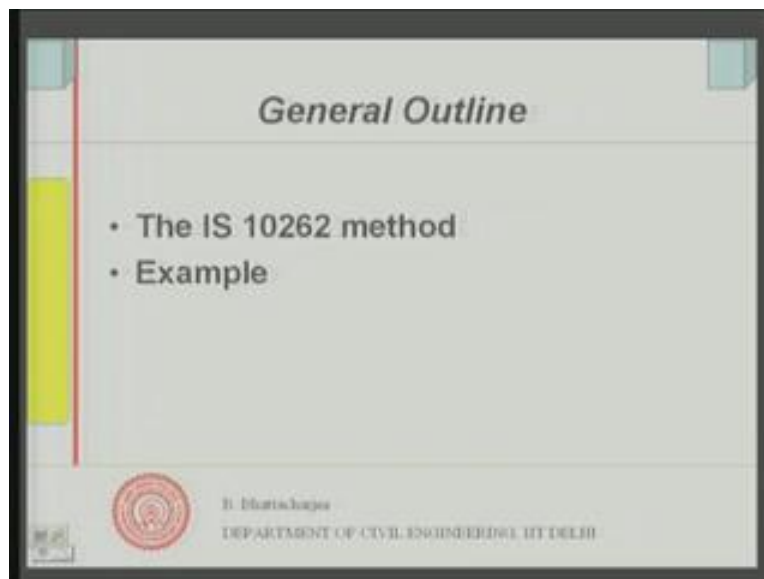 General Outline
• The IS 10262 method
• Example
B. Bhattacharjee
DEPARTMENT OF CIVIL ENGINEERING, IIT DELHI